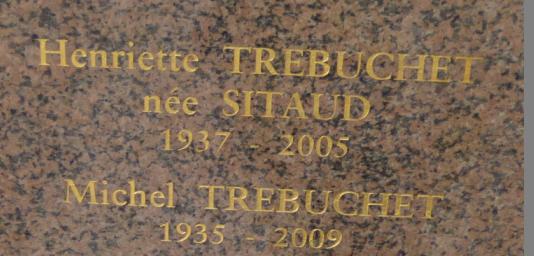 Henriette TREBUCHET
née SITAUD
1937 - 2005
Michel TREBUCHET
1935 - 2009